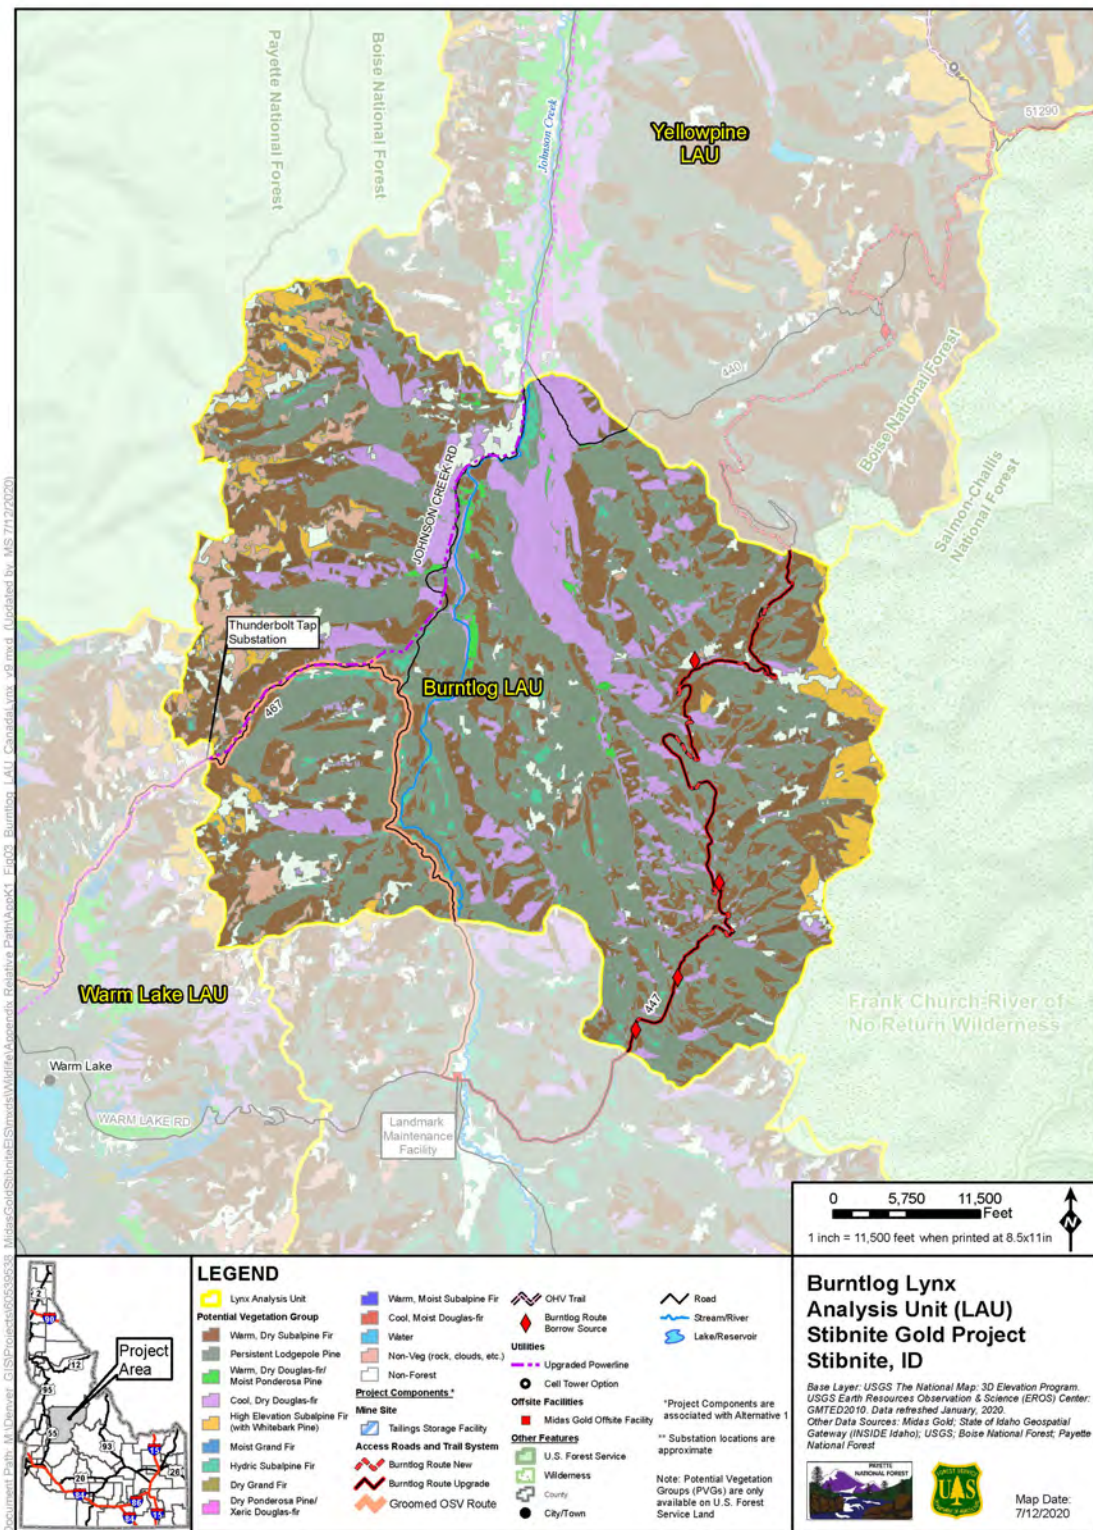 Payette National Forest
Boise National Forest
Johnson Creek
Yellowpine
LAU
51290
440
Boise National Forest
Salmon-Challis
National Forest
JOHNSON CREEK RD
Thunderbolt Tap
Substation
467
Burntlog LAU
447
Warm Lake LAU
Frank Church-River of
No Return Wilderness
Warm Lake
WARM LAKE RD
Landmark
Maintenance
Facility
0 5,750 11,500
Feet
1 inch = 11,500 feet when printed at 8.5x11in
N
Project
Area
LEGEND
Lynx Analysis Unit
Potential Vegetation Group
Warm, Dry Subalpine Fir
Persistent Lodgepole Pine
Warm, Dry Douglas-fir/
Moist Ponderosa Pine
Cool, Dry Douglas-fir
High Elevation Subalpine Fir
(with Whitebark Pine)
Moist Grand Fir
Hydric Subalpine Fir
Dry Grand Fir
Dry Ponderosa Pine/
Xeric Douglas-fir
Warm, Moist Subalpine Fir
Cool, Moist Douglas-fir
Water
Non-Veg (rock, clouds, etc.)
Non-Forest
Project Components *
Mine Site
Tailings Storage Facility
Access Roads and Trail System
Burntlog Route New
Burntlog Route Upgrade
Groomed OSV Route
OHV Trail
Burntlog Route
Borrow Source
Utilities
Upgraded Powerline
Cell Tower Option
Offsite Facilities
Midas Gold Offsite Facility
Other Features
U.S. Forest Service
Wilderness
County
City/Town
Road
Stream/River
Lake/Reservoir
*Project Components are
associated with Alternative 1
** Substation locations are
approximate
Note: Potential Vegetation
Groups (PVGs) are only
available on U.S. Forest
Service Land
Burntlog Lynx
Analysis Unit (LAU)
Stibnite Gold Project
Stibnite, ID
Base Layer: USGS The National Map: 3D Elevation Program.
USGS Earth Resources Observation & Science (EROS) Center:
GMTED2010. Data refreshed January, 2020.
Other Data Sources: Midas Gold; State of Idaho Geospatial
Gateway (INSIDE Idaho); USGS; Boise National Forest; Payette
National Forest
PAYETTE
NATIONAL FOREST
UAS
Map Date:
7/12/2020